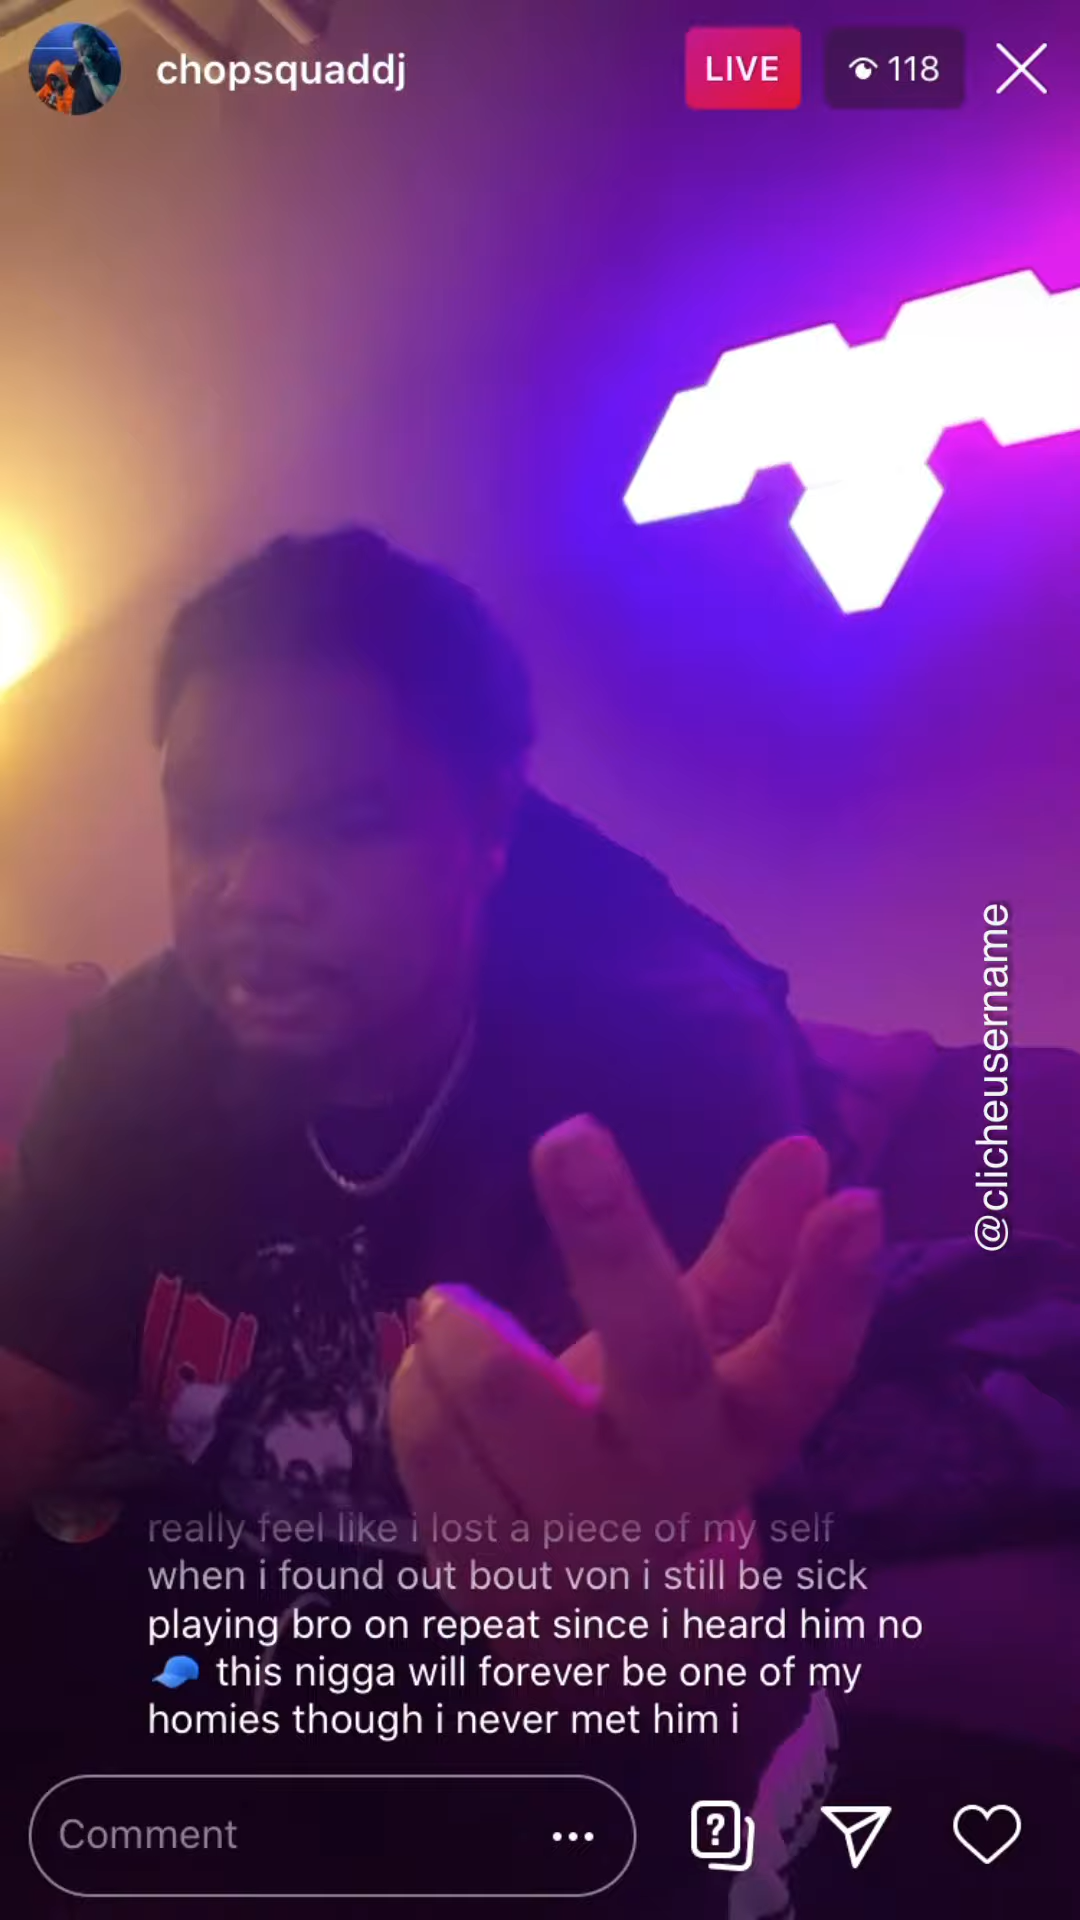 chopsquaddj
LIVE
118
@clicheusername
really feel like i lost a piece of my self
when i found out bout von i still be sick
playing bro on repeat since i heard him no
🧢 this nigga will forever be one of my
homies though i never met him i
Comment